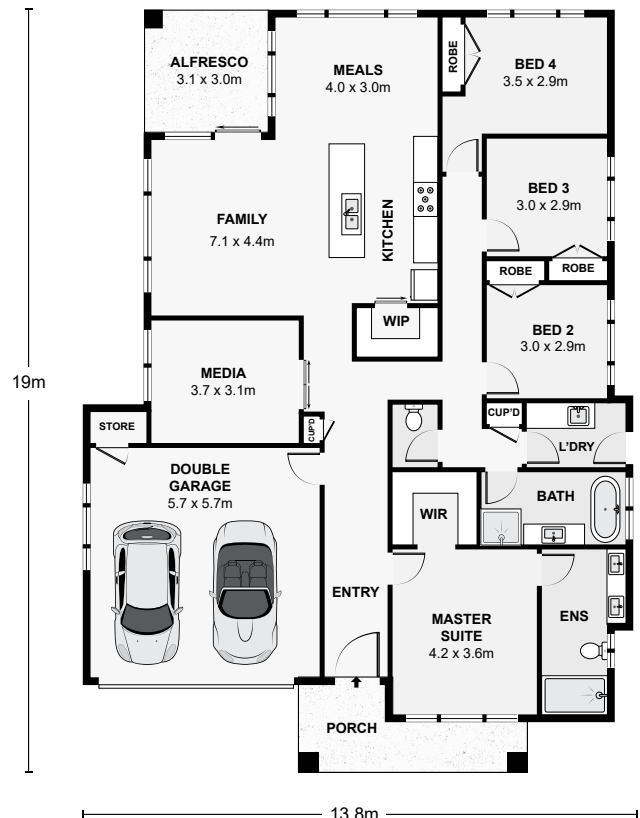 ALFRESCO
3.1 x 3.0m
MEALS
4.0 x 3.0m
ROBE
BED 4
3.5 x 2.9m
BED 3
3.0 x 2.9m
FAMILY
7.1 x 4.4m
KITCHEN
ROBE
ROBE
WIP
BED 2
3.0 x 2.9m
MEDIA
3.7 x 3.1m
19m
STORE
CUP'D
CUP'D
L'DRY
DOUBLE
GARAGE
5.7 x 5.7m
BATH
WIR
ENTRY
MASTER
SUITE
4.2 x 3.6m
ENS
PORCH
13.8m